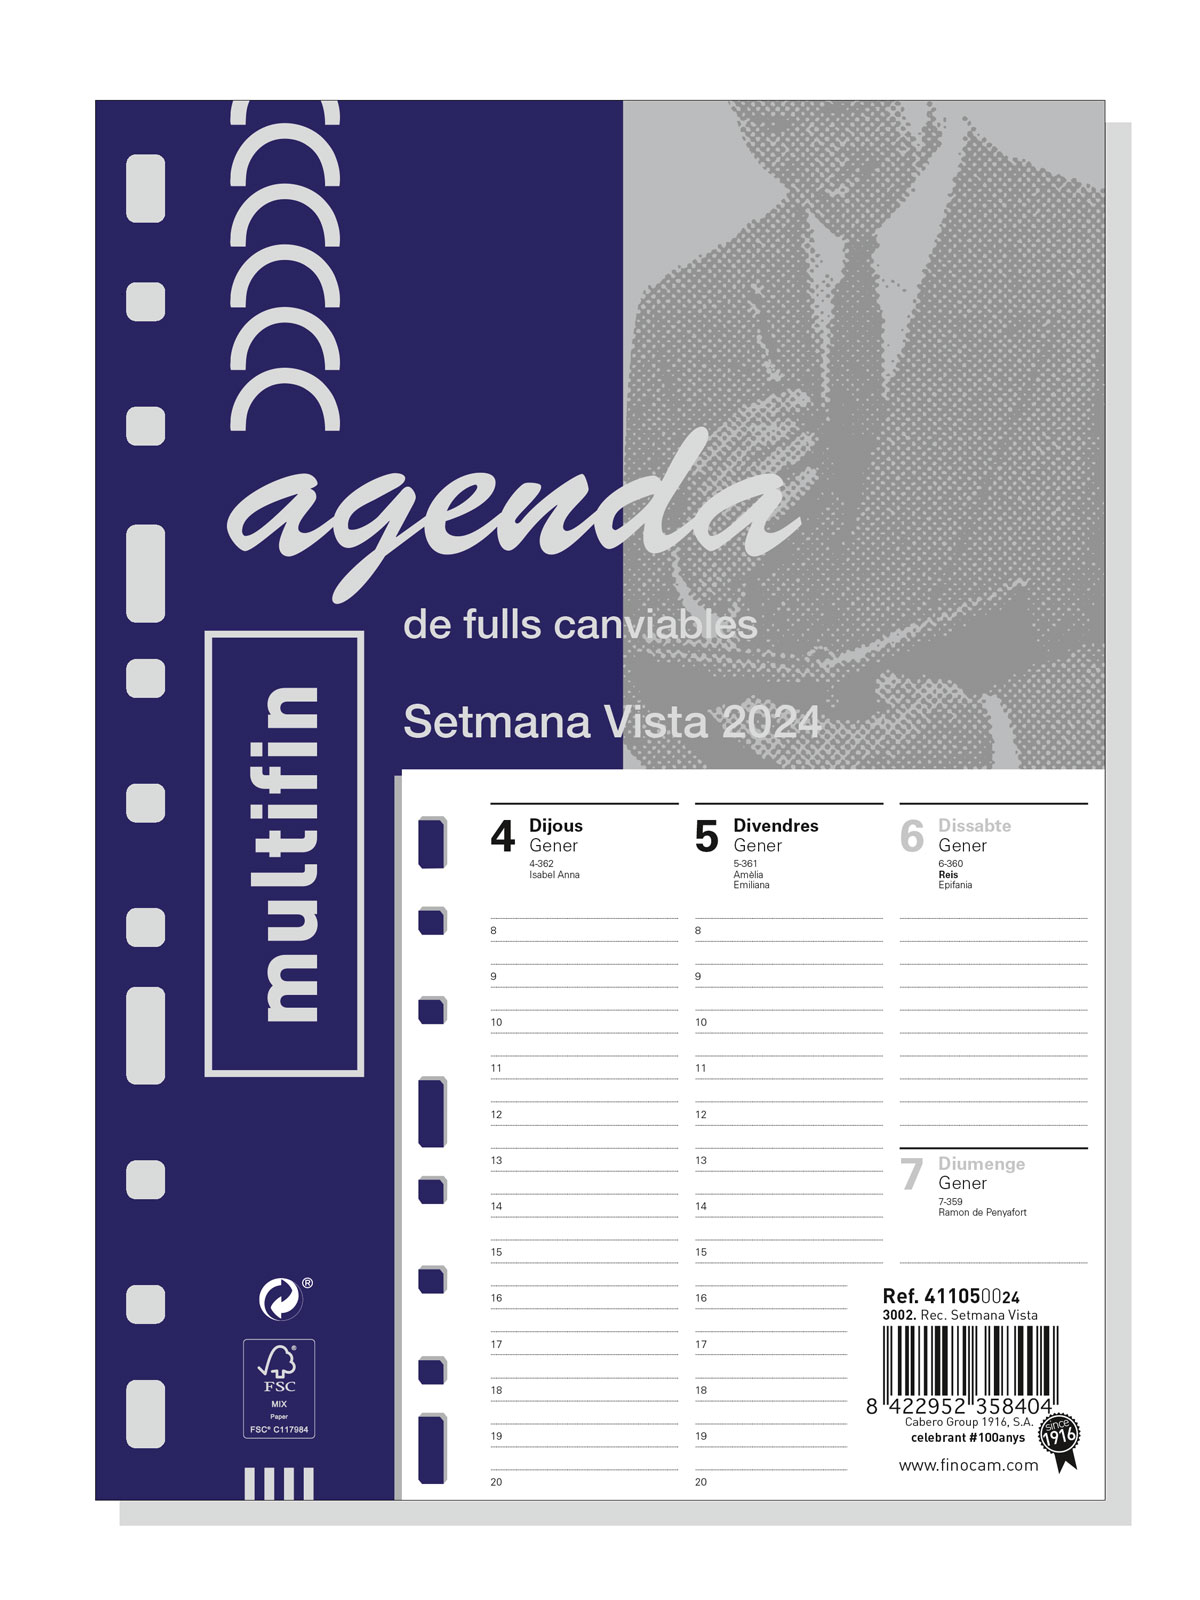 agenda
de fulls canviables
Setmana Vista 2024
multifin
4 Dijous
Gener
4-362
Isabel Anna
8
9
10
11
12
13
14
15
16
17
18
19
20
5 Divendres
Gener
5-361
Amèlia
Emiliana
8
9
10
11
12
13
14
15
16
17
18
19
20
6 Dissabte
Gener
6-360
Reis
Epifania
7 Diumenge
Gener
7-359
Ramon de Penyafort
Ref. 411050024
3002. Rec. Setmana Vista
8 422952 358404
Cabero Group 1916, S.A.
celebrant #100anys
since
1916
www.finocam.com
®
®
FSC
MIX
Paper
FSC® C117984